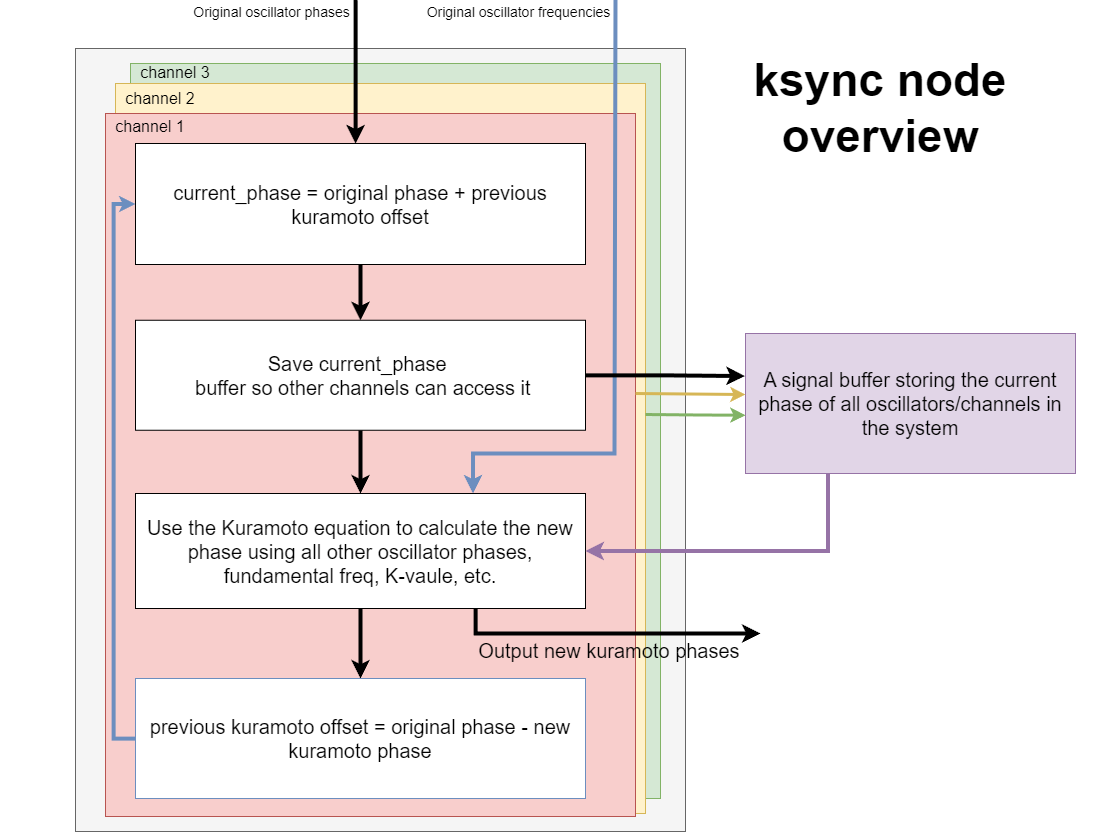 Original oscillator phases
Original oscillator frequencies
ksync node
overview
channel 3
channel 2
channel 1
current_phase = original phase + previous
kuramoto offset
Save current_phase
buffer so other channels can access it
A signal buffer storing the current
phase of all oscillators/channels in
the system
Use the Kuramoto equation to calculate the new
phase using all other oscillator phases,
fundamental freq, K-vaule, etc.
Output new kuramoto phases
previous kuramoto offset = original phase - new
kuramoto phase